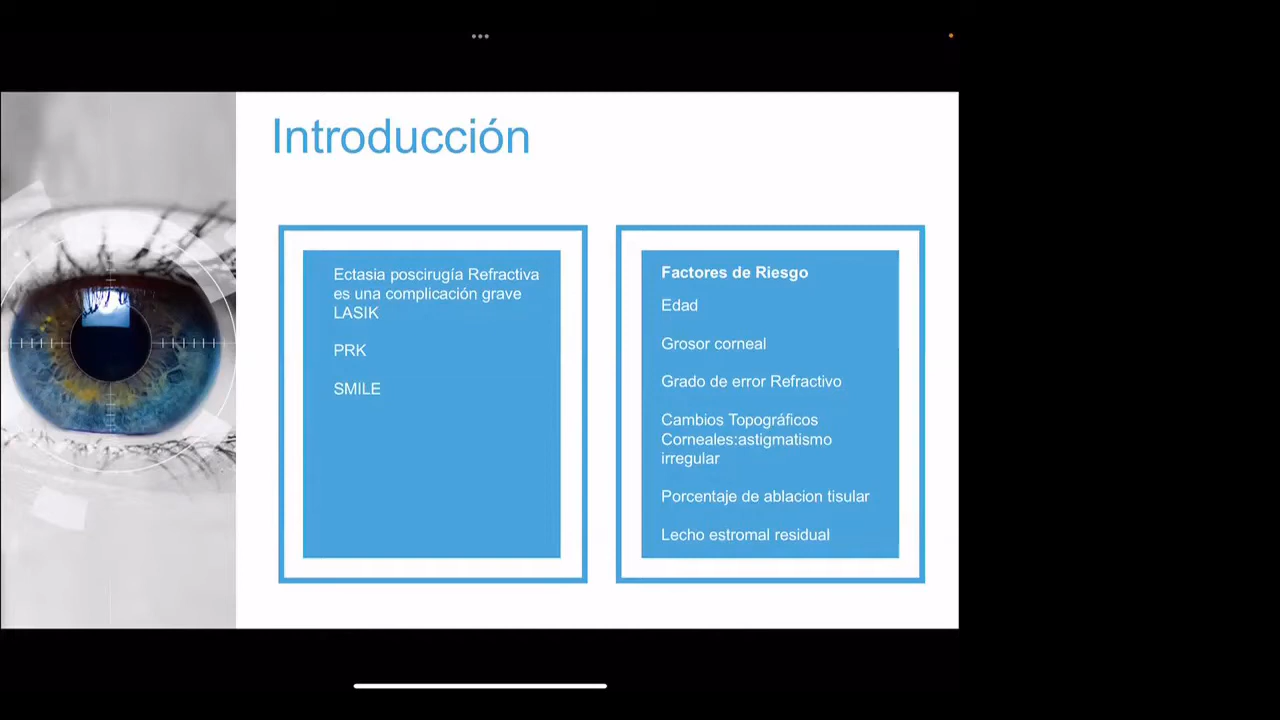 Introducción
Ectasia poscirugía Refractiva
es una complicación grave
LASIK
PRK
SMILE
Factores de Riesgo
Edad
Grosor corneal
Grado de error Refractivo
Cambios Topográficos
Corneales:astigmatismo
irregular
Porcentaje de ablacion tisular
Lecho estromal residual